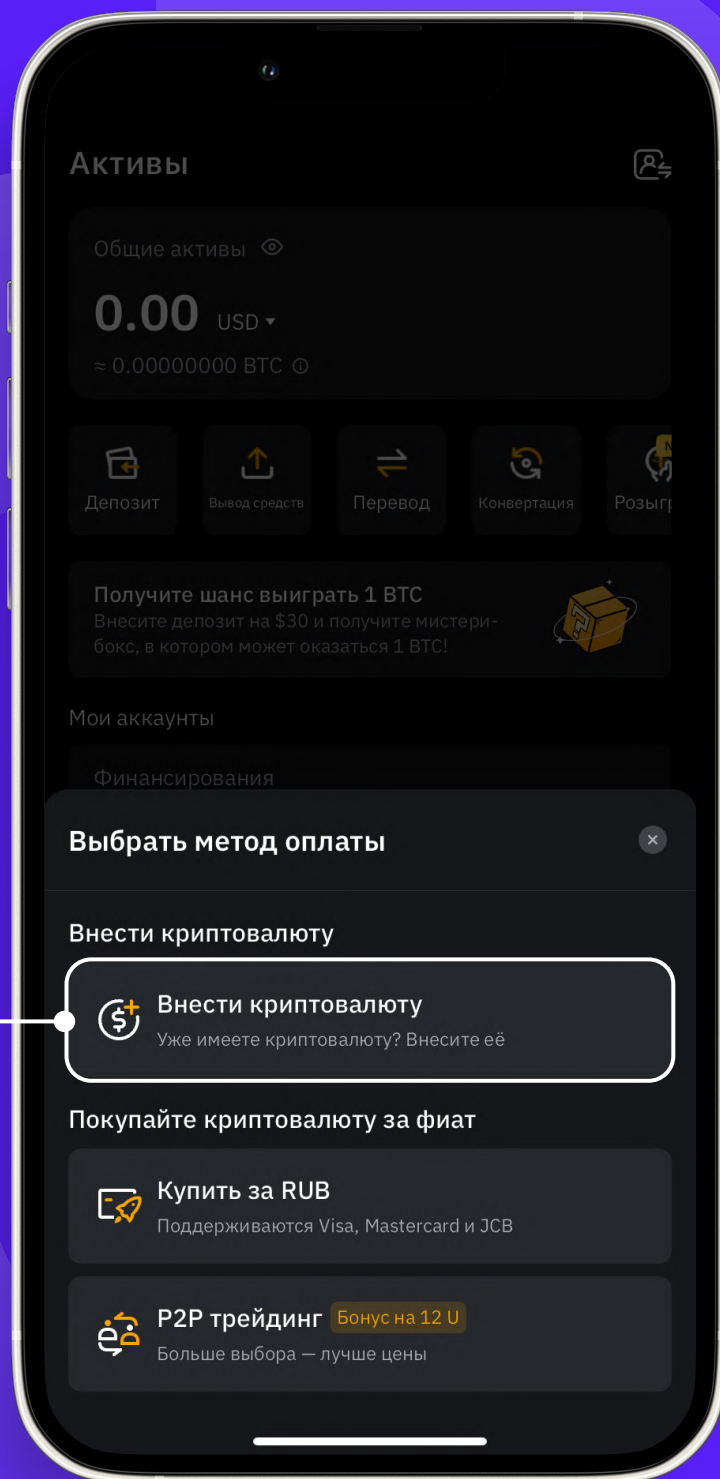 Активы
Общие активы
0.00 USD
≈ 0.00000000 BTC
Депозит
Вывод средств
Перевод
Конвертация
Розыгр
N
Получите шанс выиграть 1 BTC
Внесите депозит на $30 и получите мистери-
бокс, в котором может оказаться 1 BTC!
Мои аккаунты
Финансирования
Выбрать метод оплаты
Внести криптовалюту
Внести криптовалюту
Уже имеете криптовалюту? Внесите её
Покупайте криптовалюту за фиат
Купить за RUB
Поддерживаются Visa, Mastercard и JCB
P2P трейдинг Бонус на 12 U
Больше выбора — лучше цены